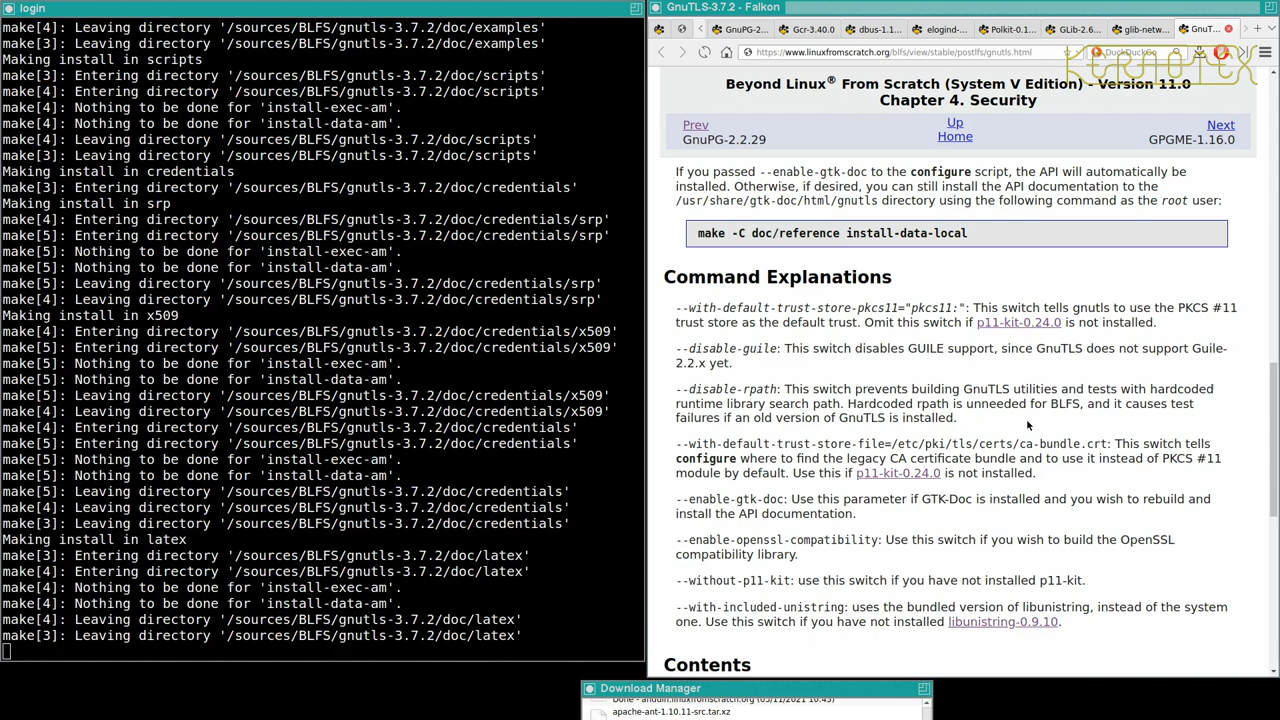 login
make[4]: Leaving directory '/sources/BLFS/gnutls-3.7.2/doc/examples'
make[3]: Leaving directory '/sources/BLFS/gnutls-3.7.2/doc/examples'
Making install in scripts
make[3]: Entering directory '/sources/BLFS/gnutls-3.7.2/doc/scripts'
make[4]: Entering directory '/sources/BLFS/gnutls-3.7.2/doc/scripts'
make[4]: Nothing to be done for 'install-exec-am'.
make[4]: Nothing to be done for 'install-data-am'.
make[4]: Leaving directory '/sources/BLFS/gnutls-3.7.2/doc/scripts'
make[3]: Leaving directory '/sources/BLFS/gnutls-3.7.2/doc/scripts'
Making install in credentials
make[3]: Entering directory '/sources/BLFS/gnutls-3.7.2/doc/credentials'
Making install in srp
make[4]: Entering directory '/sources/BLFS/gnutls-3.7.2/doc/credentials/srp'
make[5]: Entering directory '/sources/BLFS/gnutls-3.7.2/doc/credentials/srp'
make[5]: Nothing to be done for 'install-exec-am'.
make[5]: Nothing to be done for 'install-data-am'.
make[5]: Leaving directory '/sources/BLFS/gnutls-3.7.2/doc/credentials/srp'
make[4]: Leaving directory '/sources/BLFS/gnutls-3.7.2/doc/credentials/srp'
Making install in x509
make[4]: Entering directory '/sources/BLFS/gnutls-3.7.2/doc/credentials/x509'
make[5]: Entering directory '/sources/BLFS/gnutls-3.7.2/doc/credentials/x509'
make[5]: Nothing to be done for 'install-exec-am'.
make[5]: Nothing to be done for 'install-data-am'.
make[5]: Leaving directory '/sources/BLFS/gnutls-3.7.2/doc/credentials/x509'
make[4]: Leaving directory '/sources/BLFS/gnutls-3.7.2/doc/credentials/x509'
make[4]: Entering directory '/sources/BLFS/gnutls-3.7.2/doc/credentials'
make[5]: Entering directory '/sources/BLFS/gnutls-3.7.2/doc/credentials'
make[5]: Nothing to be done for 'install-exec-am'.
make[5]: Nothing to be done for 'install-data-am'.
make[5]: Leaving directory '/sources/BLFS/gnutls-3.7.2/doc/credentials'
make[4]: Leaving directory '/sources/BLFS/gnutls-3.7.2/doc/credentials'
make[3]: Leaving directory '/sources/BLFS/gnutls-3.7.2/doc/credentials'
Making install in latex
make[3]: Entering directory '/sources/BLFS/gnutls-3.7.2/doc/latex'
make[4]: Entering directory '/sources/BLFS/gnutls-3.7.2/doc/latex'
make[4]: Nothing to be done for 'install-exec-am'.
make[4]: Nothing to be done for 'install-data-am'.
make[4]: Leaving directory '/sources/BLFS/gnutls-3.7.2/doc/latex'
make[3]: Leaving directory '/sources/BLFS/gnutls-3.7.2/doc/latex'
GnuTLS-3.7.2 - Falkon
GnuPG-2... Gcr-3.40.0 dbus-1.1... elogind-... Polkit-0.1... GLib-2.6... glib-netw... GnuT...
https://www.linuxfromscratch.org/blfs/view/stable/postlfs/gnutls.html DuckDuckGo
KERNOTEX
Beyond Linux® From Scratch (System V Edition) - Version 11.0
Chapter 4. Security
Prev Up Next
GnuPG-2.2.29 Home GPGME-1.16.0
If you passed --enable-gtk-doc to the configure script, the API will automatically be
installed. Otherwise, if desired, you can still install the API documentation to the
/usr/share/gtk-doc/html/gnutls directory using the following command as the root user:
make -C doc/reference install-data-local
Command Explanations
--with-default-trust-store-pkcs11="pkcs11:": This switch tells gnutls to use the PKCS #11
trust store as the default trust. Omit this switch if p11-kit-0.24.0 is not installed.
--disable-guile: This switch disables GUILE support, since GnuTLS does not support Guile-
2.2.x yet.
--disable-rpath: This switch prevents building GnuTLS utilities and tests with hardcoded
runtime library search path. Hardcoded rpath is unneeded for BLFS, and it causes test
failures if an old version of GnuTLS is installed.
--with-default-trust-store-file=/etc/pki/tls/certs/ca-bundle.crt: This switch tells
configure where to find the legacy CA certificate bundle and to use it instead of PKCS #11
module by default. Use this if p11-kit-0.24.0 is not installed.
--enable-gtk-doc: Use this parameter if GTK-Doc is installed and you wish to rebuild and
install the API documentation.
--enable-openssl-compatibility: Use this switch if you wish to build the OpenSSL
compatibility library.
--without-p11-kit: use this switch if you have not installed p11-kit.
--with-included-unistring: uses the bundled version of libunistring, instead of the system
one. Use this switch if you have not installed libunistring-0.9.10.
Contents
Download Manager
Done - anduin.linuxfromscratch.org (05/11/2021 10:45)
apache-ant-1.10.11-src.tar.xz